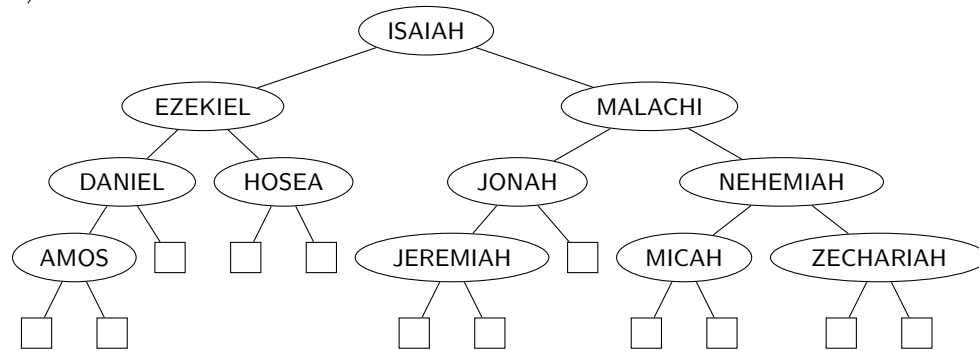 ISAIAH
EZEKIEL MALACHI
DANIEL HOSEA JONAH NEHEMIAH
AMOS JEREMIAH MICAH ZECHARIAH